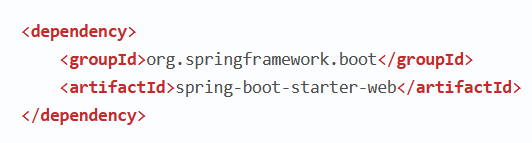 <dependency>
    <groupId>org.springframework.boot</groupId>
    <artifactId>spring-boot-starter-web</artifactId>
</dependency>